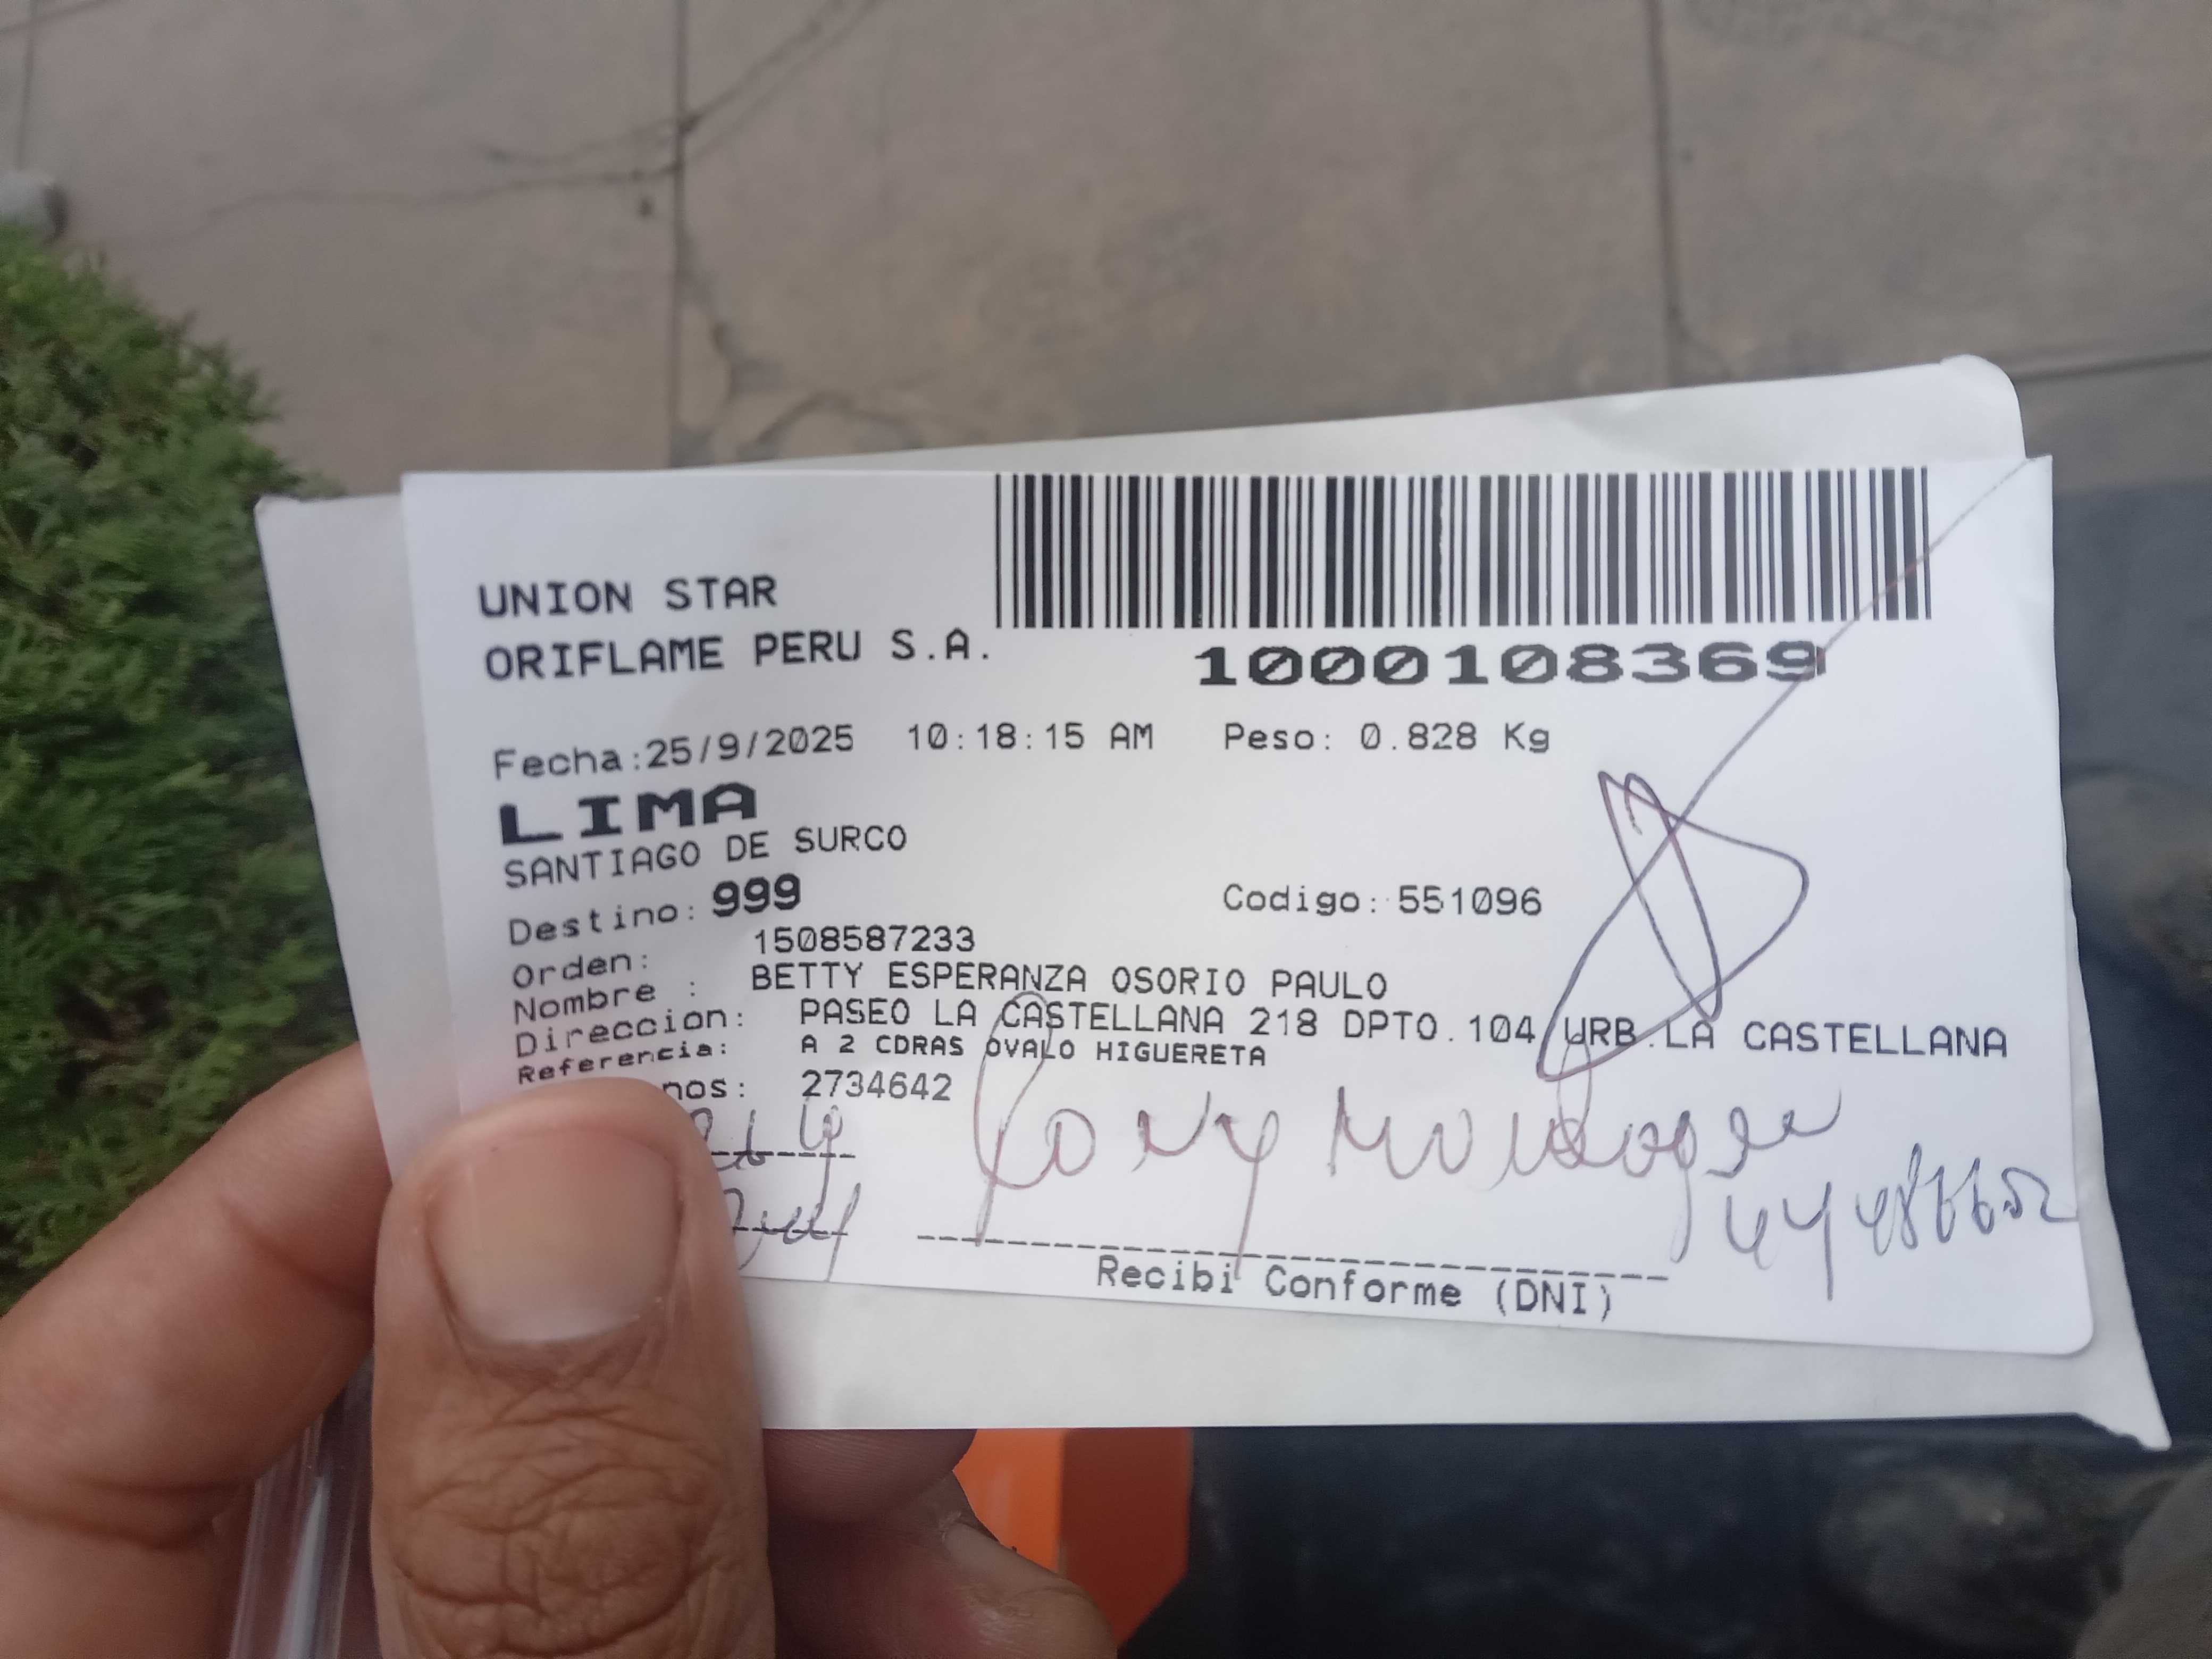 UNION STAR
ORIFLAME PERU S.A.
1000108369
Fecha:25/9/2025 10:18:15 AM Peso: 0.828 Kg
LIMA
SANTIAGO DE SURCO
Destino: 999 Codigo: 551096
Orden: 1508587233
Nombre : BETTY ESPERANZA OSORIO PAULO
Direccion: PASEO LA CASTELLANA 218 DPTO.104 URB.LA CASTELLANA
Referencia: A 2 CDRAS OVALO HIGUERETA
nos: 2734642
Recibi Conforme (DNI)